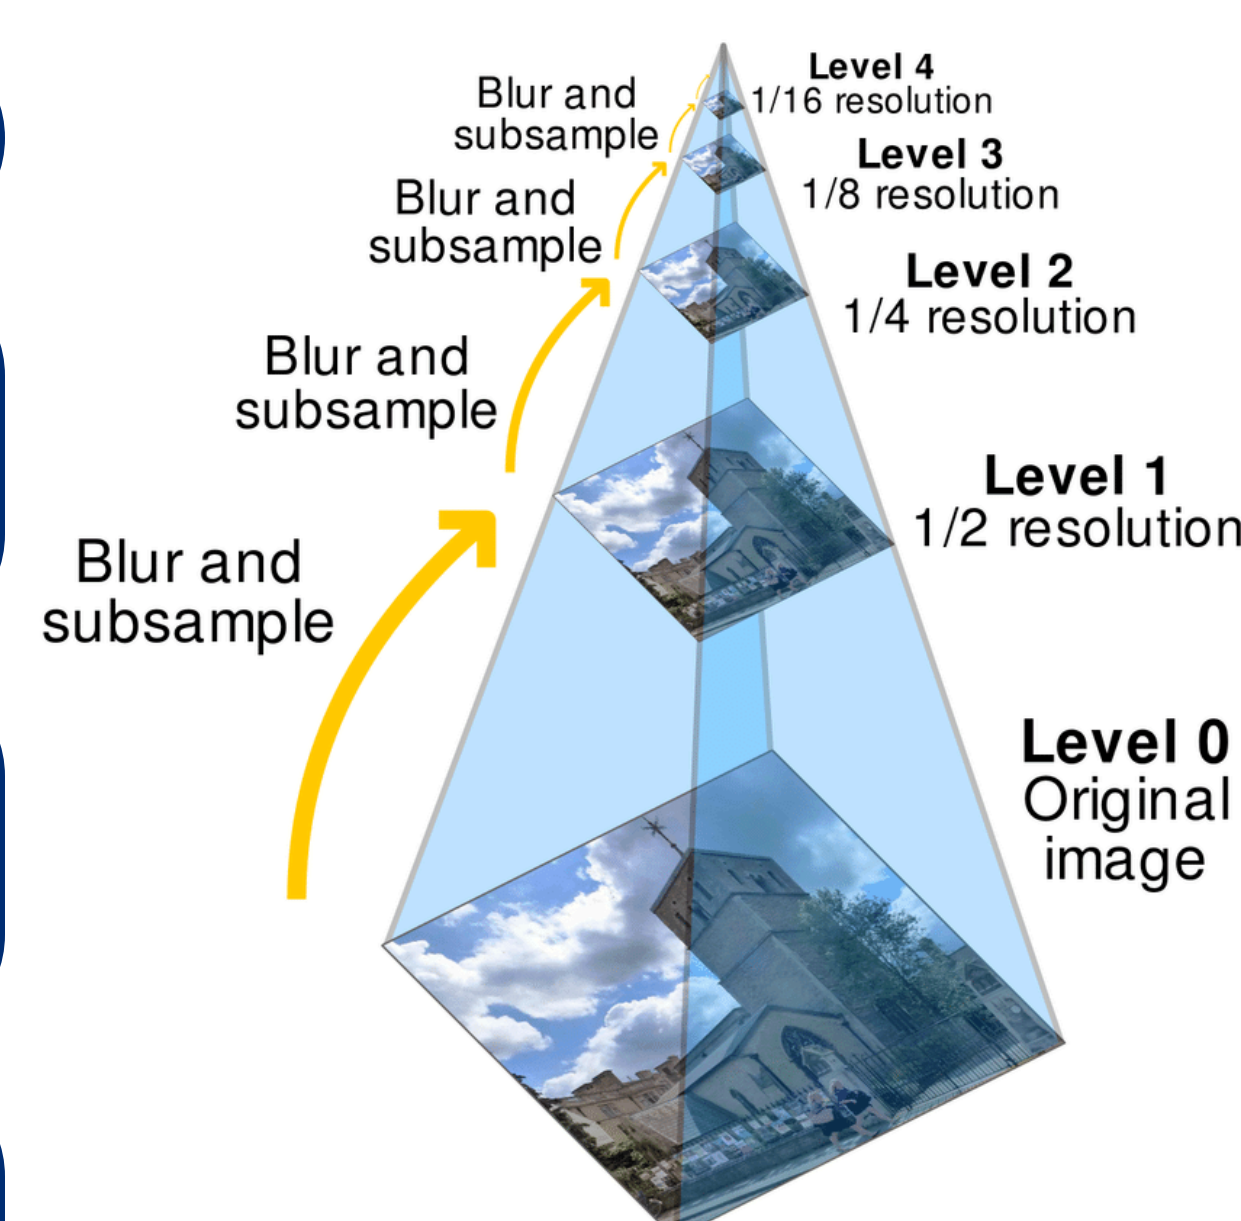 Level 4
1/16 resolution
Blur and
subsample
Level 3
1/8 resolution
Blur and
subsample
Level 2
1/4 resolution
Blur and
subsample
Level 1
1/2 resolution
Blur and
subsample
Level 0
Original
image